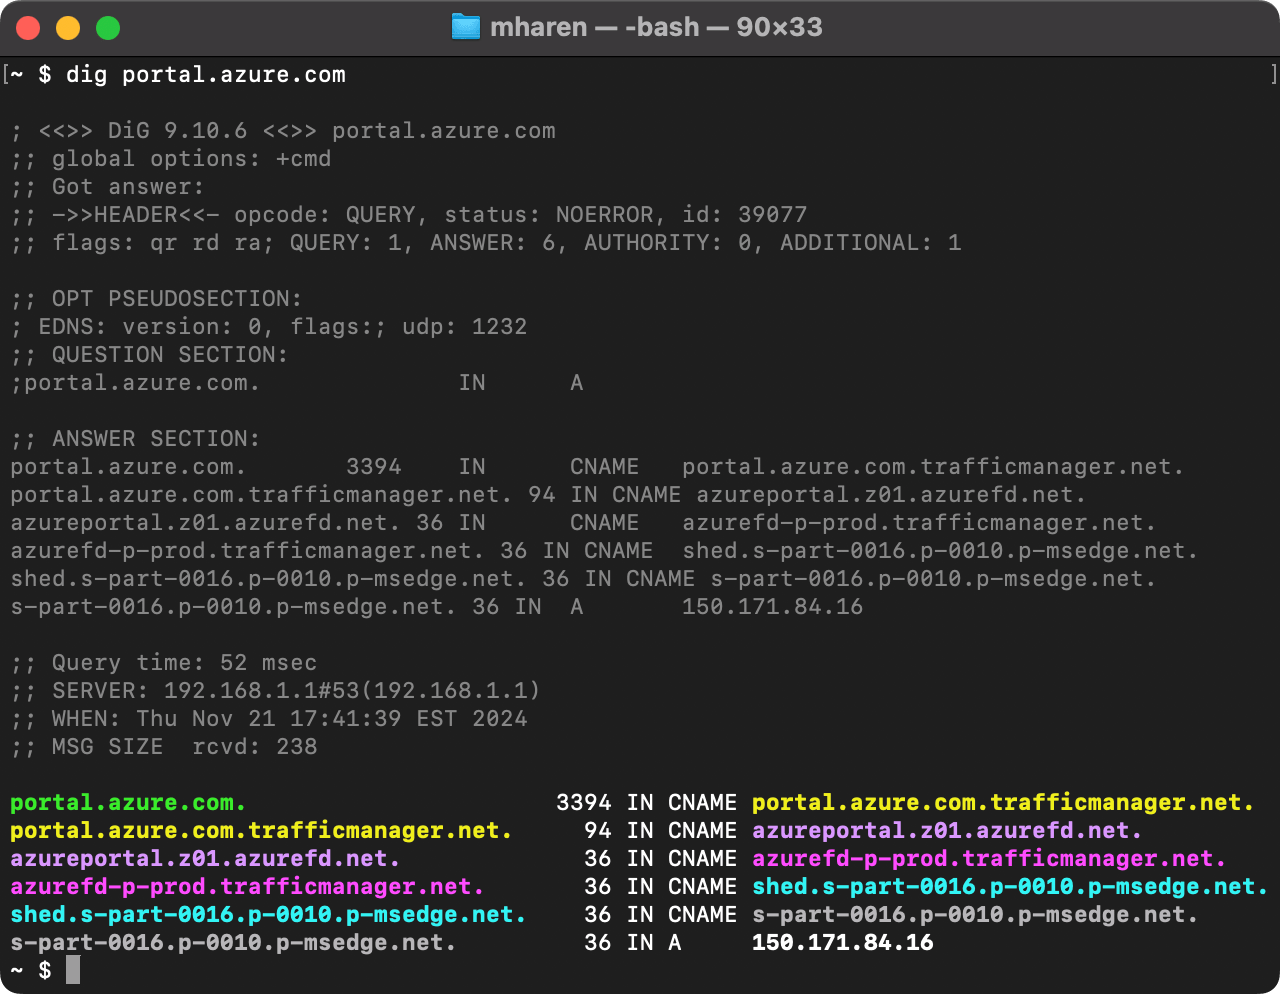 mharen — -bash — 90×33
[~ $ dig portal.azure.com ]
; <<>> DiG 9.10.6 <<>> portal.azure.com
;; global options: +cmd
;; Got answer:
;; ->>HEADER<<- opcode: QUERY, status: NOERROR, id: 39077
;; flags: qr rd ra; QUERY: 1, ANSWER: 6, AUTHORITY: 0, ADDITIONAL: 1
;; OPT PSEUDOSECTION:
; EDNS: version: 0, flags:; udp: 1232
;; QUESTION SECTION:
;portal.azure.com. IN A
;; ANSWER SECTION:
portal.azure.com. 3394 IN CNAME portal.azure.com.trafficmanager.net.
portal.azure.com.trafficmanager.net. 94 IN CNAME azureportal.z01.azurefd.net.
azureportal.z01.azurefd.net. 36 IN CNAME azurefd-p-prod.trafficmanager.net.
azurefd-p-prod.trafficmanager.net. 36 IN CNAME shed.s-part-0016.p-0010.p-msedge.net.
shed.s-part-0016.p-0010.p-msedge.net. 36 IN CNAME s-part-0016.p-0010.p-msedge.net.
s-part-0016.p-0010.p-msedge.net. 36 IN A 150.171.84.16
;; Query time: 52 msec
;; SERVER: 192.168.1.1#53(192.168.1.1)
;; WHEN: Thu Nov 21 17:41:39 EST 2024
;; MSG SIZE rcvd: 238
portal.azure.com. 3394 IN CNAME portal.azure.com.trafficmanager.net.
portal.azure.com.trafficmanager.net. 94 IN CNAME azureportal.z01.azurefd.net.
azureportal.z01.azurefd.net. 36 IN CNAME azurefd-p-prod.trafficmanager.net.
azurefd-p-prod.trafficmanager.net. 36 IN CNAME shed.s-part-0016.p-0010.p-msedge.net.
shed.s-part-0016.p-0010.p-msedge.net. 36 IN CNAME s-part-0016.p-0010.p-msedge.net.
s-part-0016.p-0010.p-msedge.net. 36 IN A 150.171.84.16
~ $